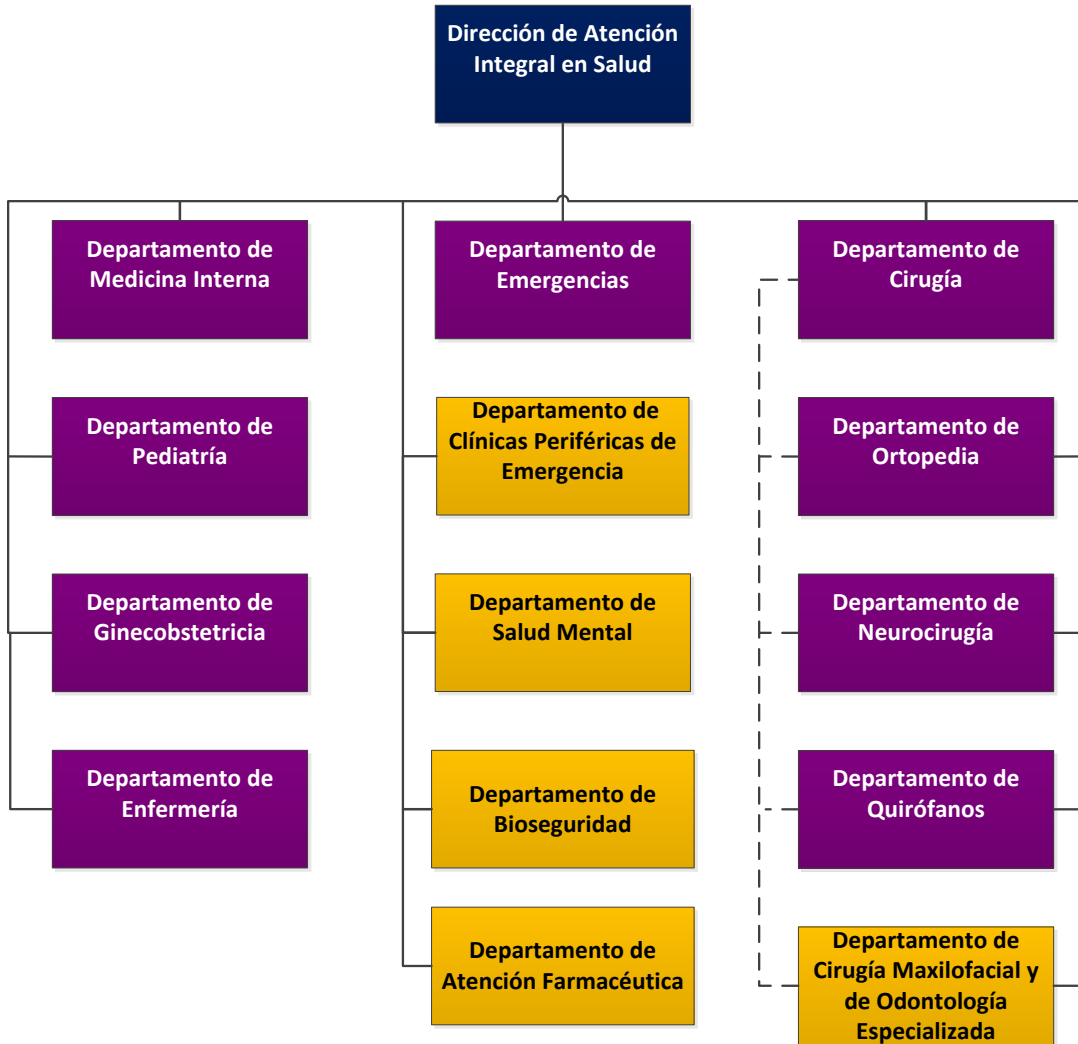 Dirección de Atención
Integral en Salud
Departamento de
Medicina Interna
Departamento de
Emergencias
Departamento de
Cirugía
Departamento de
Pediatría
Departamento de
Clínicas Periféricas de
Emergencia
Departamento de
Ortopedia
Departamento de
Ginecobstetricia
Departamento de
Salud Mental
Departamento de
Neurocirugía
Departamento de
Enfermería
Departamento de
Bioseguridad
Departamento de
Quirófanos
Departamento de
Atención Farmacéutica
Departamento de
Cirugía Maxilofacial y
de Odontología
Especializada